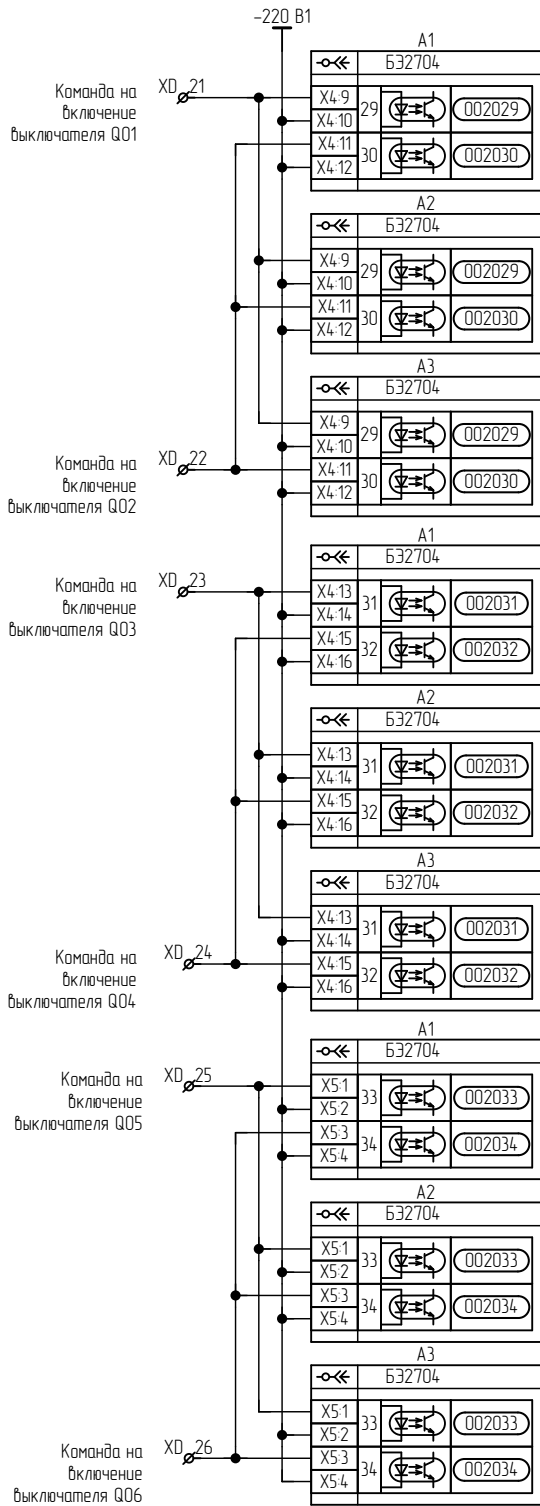 -220 В1
Команда на
включение
выключателя Q01
XD 21
A1
БЭ2704
X4:9
X4:10
29
002029
X4:11
X4:12
30
002030
A2
БЭ2704
X4:9
X4:10
29
002029
X4:11
X4:12
30
002030
A3
БЭ2704
X4:9
X4:10
29
002029
Команда на
включение
выключателя Q02
XD 22
X4:11
X4:12
30
002030
A1
БЭ2704
Команда на
включение
выключателя Q03
XD 23
X4:13
X4:14
31
002031
X4:15
X4:16
32
002032
A2
БЭ2704
X4:13
X4:14
31
002031
X4:15
X4:16
32
002032
A3
БЭ2704
X4:13
X4:14
31
002031
Команда на
включение
выключателя Q04
XD 24
X4:15
X4:16
32
002032
A1
БЭ2704
Команда на
включение
выключателя Q05
XD 25
X5:1
X5:2
33
002033
X5:3
X5:4
34
002034
A2
БЭ2704
X5:1
X5:2
33
002033
X5:3
X5:4
34
002034
A3
БЭ2704
X5:1
X5:2
33
002033
Команда на
включение
выключателя Q06
XD 26
X5:3
X5:4
34
002034